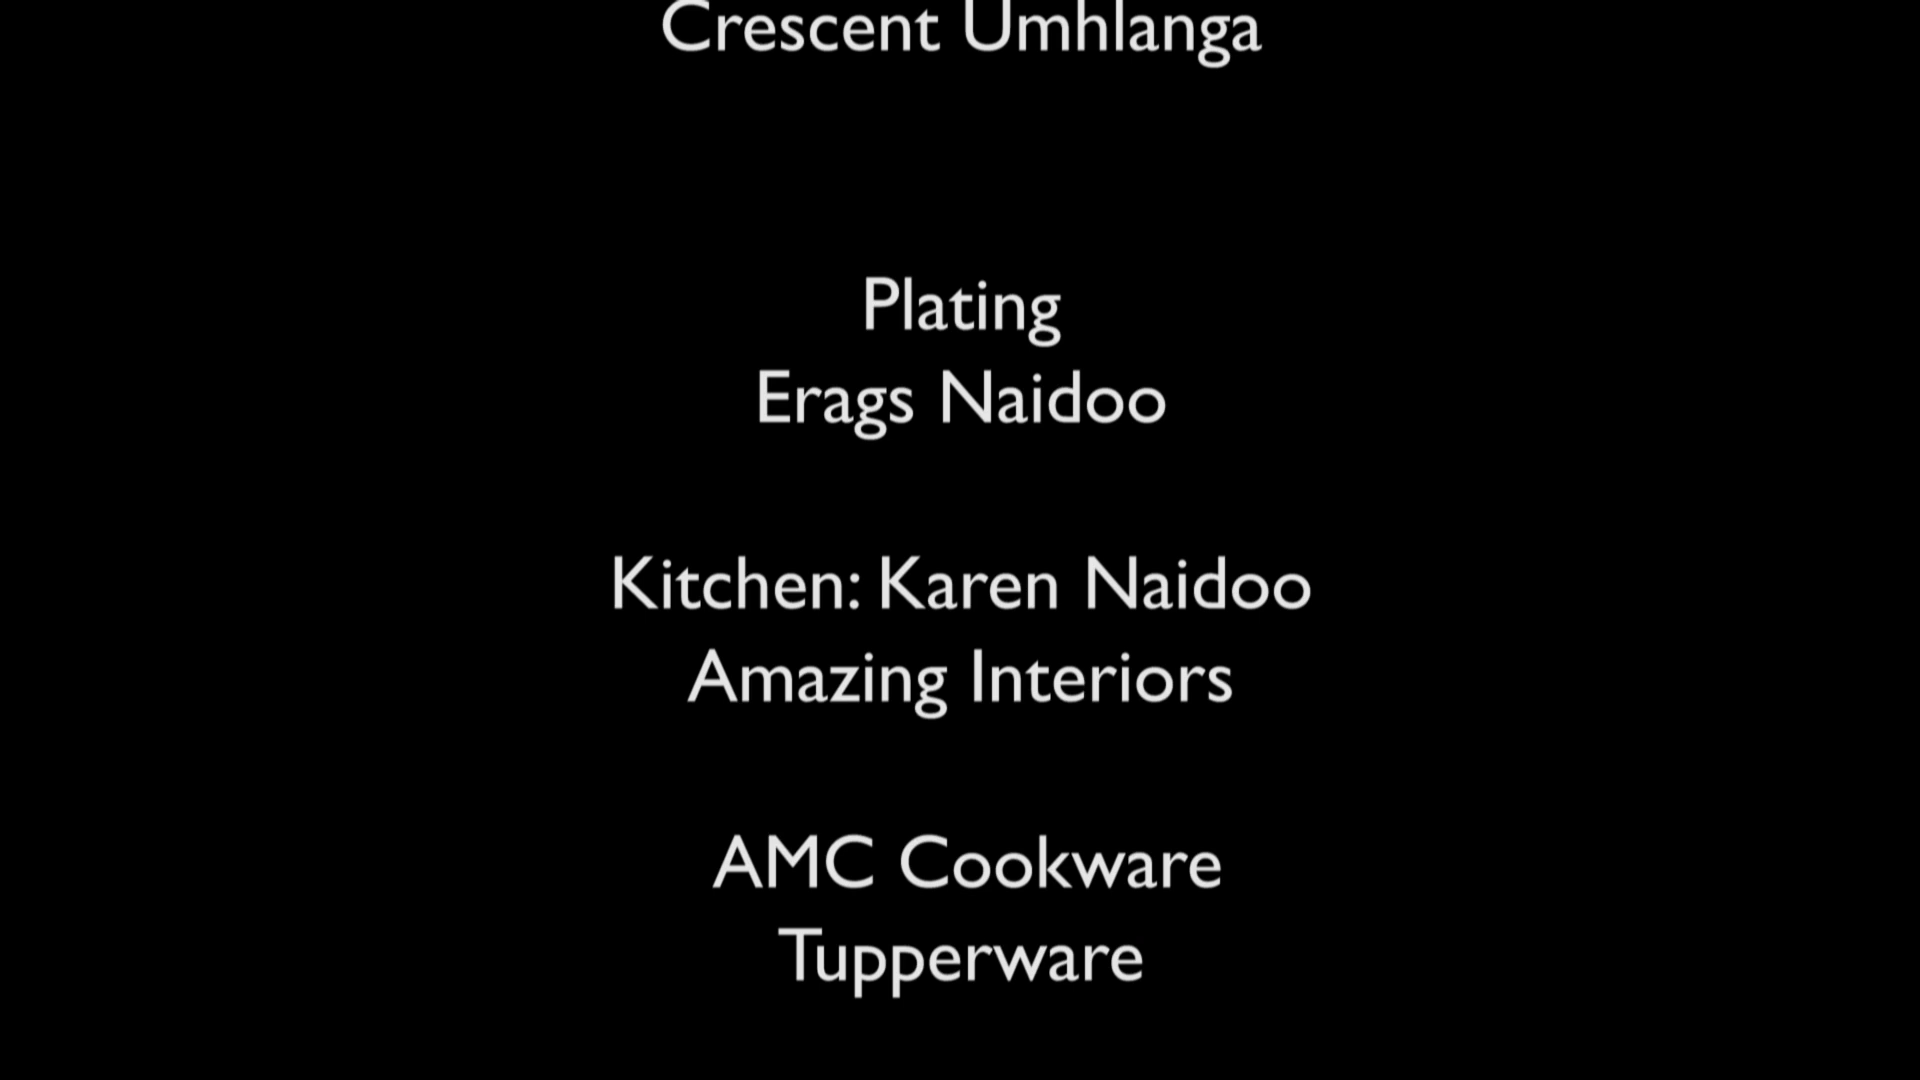 Crescent Umhlanga
Plating
Erags Naidoo
Kitchen: Karen Naidoo
Amazing Interiors
AMC Cookware
Tupperware